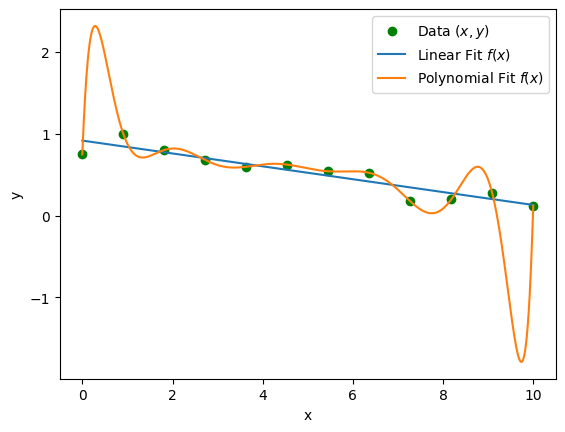 Data (x, y)
Linear Fit f(x)
Polynomial Fit f(x)
2
1
0
−1
y
0
2
4
6
8
10
x